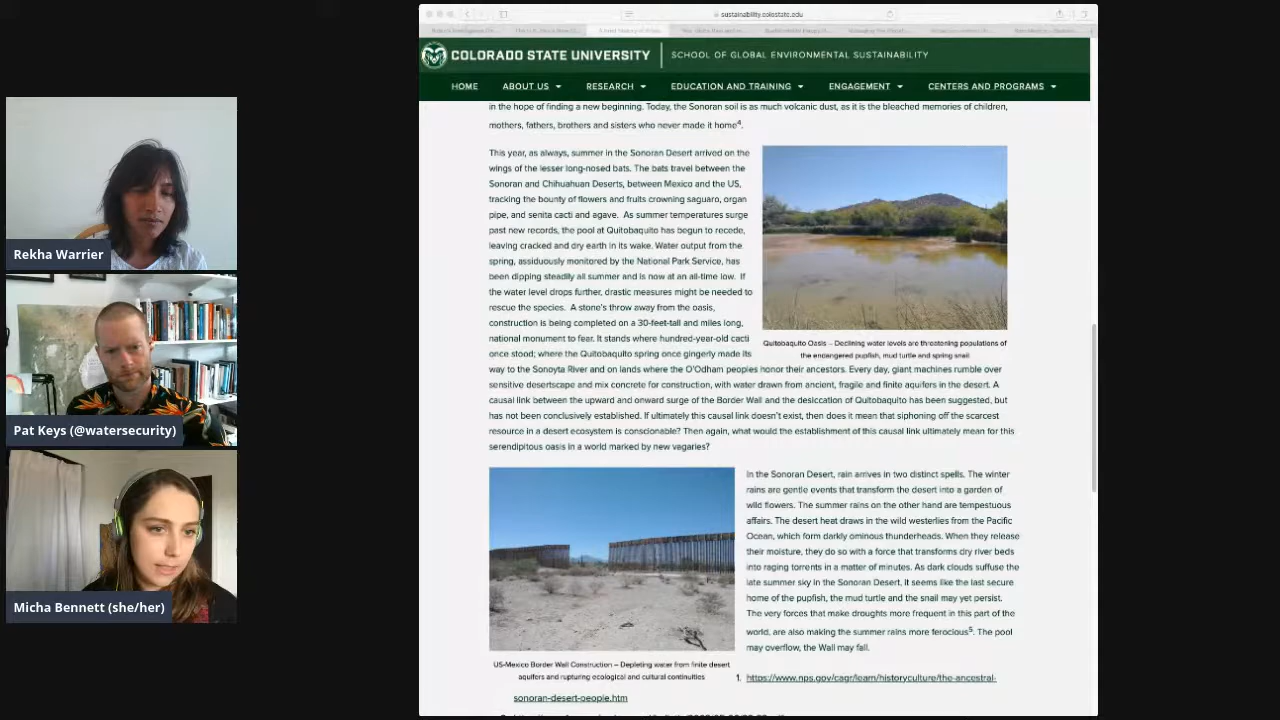 sustainability.colostate.edu
COLORADO STATE UNIVERSITY
SCHOOL OF GLOBAL ENVIRONMENTAL SUSTAINABILITY
HOME ABOUT US RESEARCH EDUCATION AND TRAINING ENGAGEMENT CENTERS AND PROGRAMS
in the hope of finding a new beginning. Today, the Sonoran soil is as much volcanic dust, as it is the bleached memories of children,
mothers, fathers, brothers and sisters who never made it home4.
This year, as always, summer in the Sonoran Desert arrived on the
wings of the lesser long-nosed bats. The bats travel between the
Sonoran and Chihuahuan Deserts, between Mexico and the US,
tracking the bounty of flowers and fruits crowning saguaro, organ
pipe, and senita cacti and agave. As summer temperatures surge
past new records, the pool at Quitobaquito has begun to recede,
leaving cracked and dry earth in its wake. Water output from the
spring, assiduously monitored by the National Park Service, has
been dipping steadily all summer and is now at an all-time low. If
the water level drops further, drastic measures might be needed to
rescue the species. A stone's throw away from the oasis,
construction is being completed on a 30-feet-tall and miles long,
national monument to fear. It stands where hundred-year-old cacti
once stood; where the Quitobaquito spring once gingerly made its
way to the Sonoyta River and on lands where the O'Odham peoples honor their ancestors. Every day, giant machines rumble over
sensitive desertscape and mix concrete for construction, with water drawn from ancient, fragile and finite aquifers in the desert. A
causal link between the upward and onward surge of the Border Wall and the desiccation of Quitobaquito has been suggested, but
has not been conclusively established. If ultimately this causal link doesn't exist, then does it mean that siphoning off the scarcest
resource in a desert ecosystem is conscionable? Then again, what would the establishment of this causal link ultimately mean for this
serendipitous oasis in a world marked by new vagaries?
Quitobaquito Oasis – Declining water levels are threatening populations of
the endangered pupfish, mud turtle and spring snail
In the Sonoran Desert, rain arrives in two distinct spells. The winter
rains are gentle events that transform the desert into a garden of
wild flowers. The summer rains on the other hand are tempestuous
affairs. The desert heat draws in the wild westerlies from the Pacific
Ocean, which form darkly ominous thunderheads. When they release
their moisture, they do so with a force that transforms dry river beds
into raging torrents in a matter of minutes. As dark clouds suffuse the
late summer sky in the Sonoran Desert, it seems like the last secure
home of the pupfish, the mud turtle and the snail may yet persist.
The very forces that make droughts more frequent in this part of the
world, are also making the summer rains more ferocious5. The pool
may overflow, the Wall may fall.
US-Mexico Border Wall Construction – Depleting water from finite desert
aquifers and rupturing ecological and cultural continuities
1. https://www.nps.gov/cagr/learn/historyculture/the-ancestral-
sonoran-desert-people.htm
Rekha Warrier
Pat Keys (@watersecurity)
Micha Bennett (she/her)